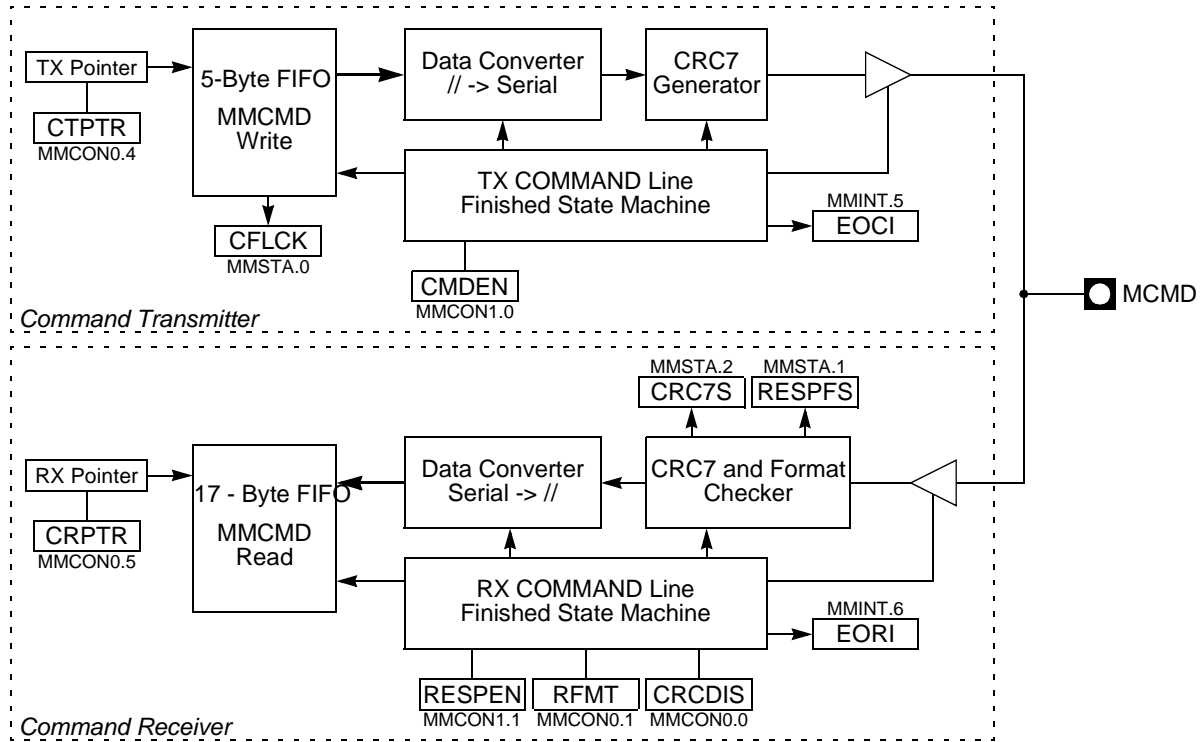 TX Pointer
CTPTR
MMCON0.4
5-Byte FIFO
MMCMD
Write
CFLCK
MMSTA.0
Data Converter
// -> Serial
CRC7
Generator
TX COMMAND Line
Finished State Machine
CMDEN
MMCON1.0
MMINT.5
EOCI
Command Transmitter
MCMD
MMSTA.2
CRC7S
MMSTA.1
RESPFS
RX Pointer
CRPTR
MMCON0.5
17 - Byte FIFO
MMCMD
Read
Data Converter
Serial -> //
CRC7 and Format
Checker
RX COMMAND Line
Finished State Machine
MMINT.6
EORI
RESPEN
MMCON1.1
RFMT
MMCON0.1
CRCDIS
MMCON0.0
Command Receiver